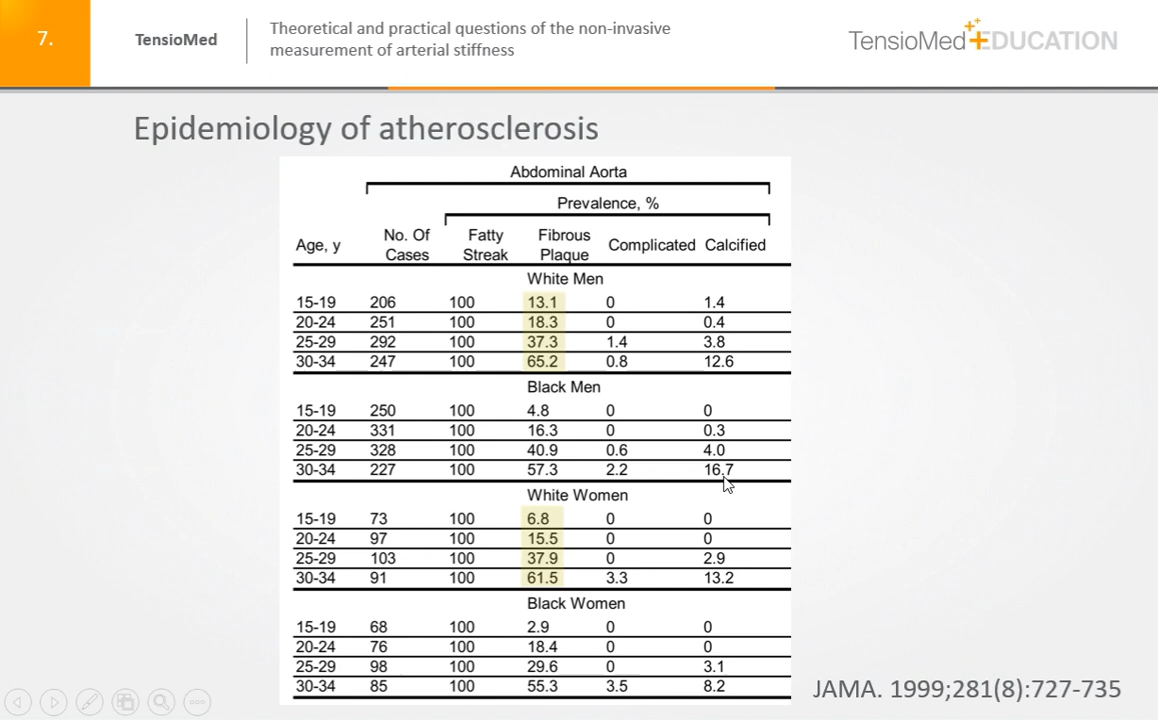 7.
TensioMed
Theoretical and practical questions of the non-invasive
measurement of arterial stiffness
TensioMed EDUCATION
Epidemiology of atherosclerosis
Abdominal Aorta
Prevalence, %
Age, y No. Of Cases Fatty Streak Fibrous Plaque Complicated Calcified
White Men
15-19 206 100 13.1 0 1.4
20-24 251 100 18.3 0 0.4
25-29 292 100 37.3 1.4 3.8
30-34 247 100 65.2 0.8 12.6
Black Men
15-19 250 100 4.8 0 0
20-24 331 100 16.3 0 0.3
25-29 328 100 40.9 0.6 4.0
30-34 227 100 57.3 2.2 16.7
White Women
15-19 73 100 6.8 0 0
20-24 97 100 15.5 0 0
25-29 103 100 37.9 0 2.9
30-34 91 100 61.5 3.3 13.2
Black Women
15-19 68 100 2.9 0 0
20-24 76 100 18.4 0 0
25-29 98 100 29.6 0 3.1
30-34 85 100 55.3 3.5 8.2
JAMA. 1999;281(8):727-735